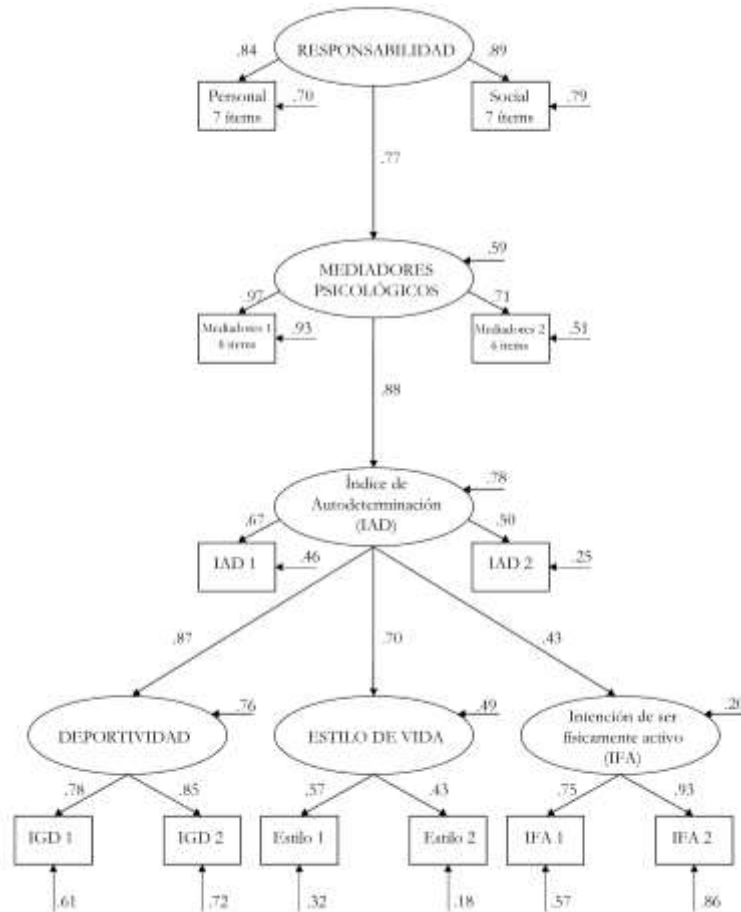 RESPONSABILIDAD
.84
.89
Personal
7 ítems
.70
Social
7 ítems
.79
.77
MEDIADORES
PSICOLÓGICOS
.59
.97
.71
Mediadores 1
6 items
.93
Mediadores 2
6 items
.51
.88
Índice de
Autodeterminación
(IAD)
.78
.67
.50
IAD 1
.46
IAD 2
.25
.87
.70
.43
DEPORTIVIDAD
.76
ESTILO DE VIDA
.49
Intención de ser
físicamente activo
(IFA)
.78
.85
.57
.43
.75
.93
IGD 1
IGD 2
Estilo 1
Estilo 2
IFA 1
IFA 2
.61
.72
.32
.18
.57
.86